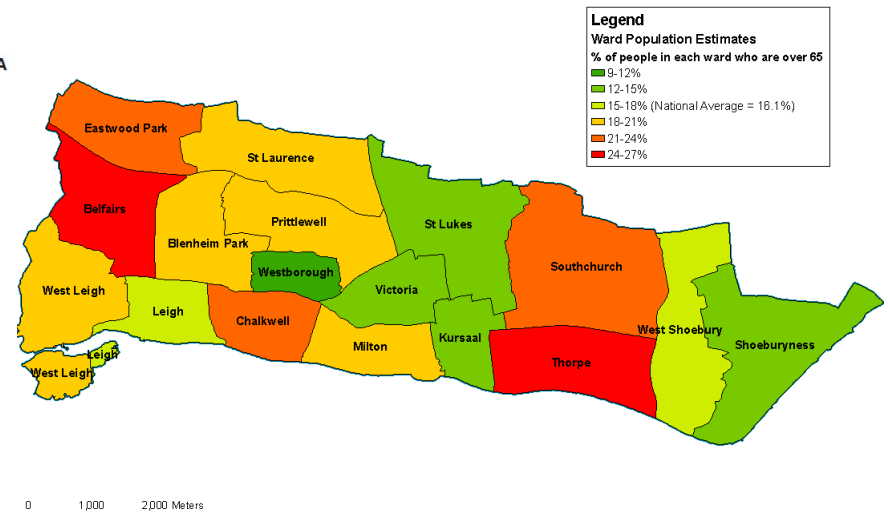 Legend
Ward Population Estimates
% of people in each ward who are over 65
9-12%
12-15%
15-18% (National Average = 16.1%)
18-21%
21-24%
24-27%
A
Eastwood Park
St Laurence
Belfairs
Prittlewell
St Lukes
Blenheim Park
Westborough
Southchurch
West Leigh
Victoria
Leigh
Chalkwell
Kursaal
West Shoebury
Milton
Shoeburyness
Leigh
Thorpe
West Leigh
0 1,000 2,000 Meters